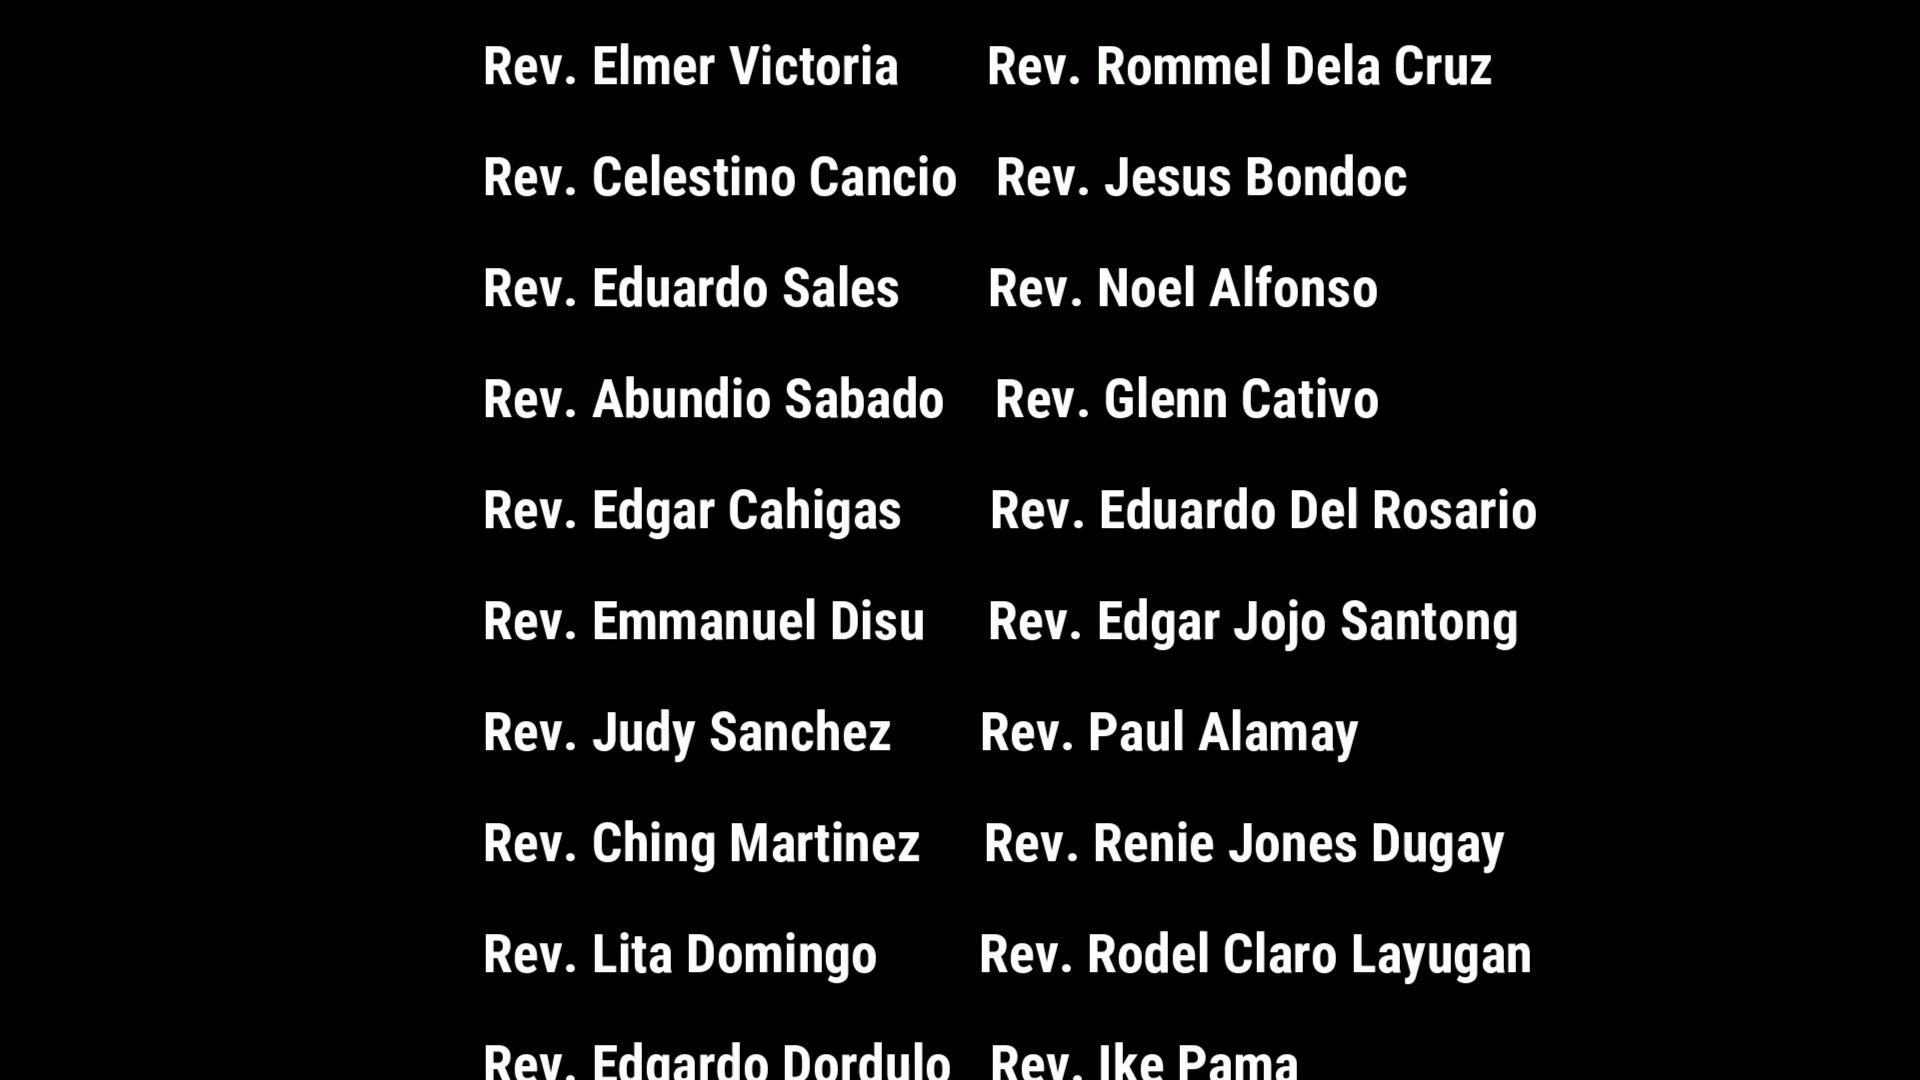 Rev. Elmer Victoria Rev. Rommel Dela Cruz
Rev. Celestino Cancio Rev. Jesus Bondoc
Rev. Eduardo Sales Rev. Noel Alfonso
Rev. Abundio Sabado Rev. Glenn Cativo
Rev. Edgar Cahigas Rev. Eduardo Del Rosario
Rev. Emmanuel Disu Rev. Edgar Jojo Santong
Rev. Judy Sanchez Rev. Paul Alamay
Rev. Ching Martinez Rev. Renie Jones Dugay
Rev. Lita Domingo Rev. Rodel Claro Layugan
Rev. Edgardo Dordulo Rev. Ike Pama